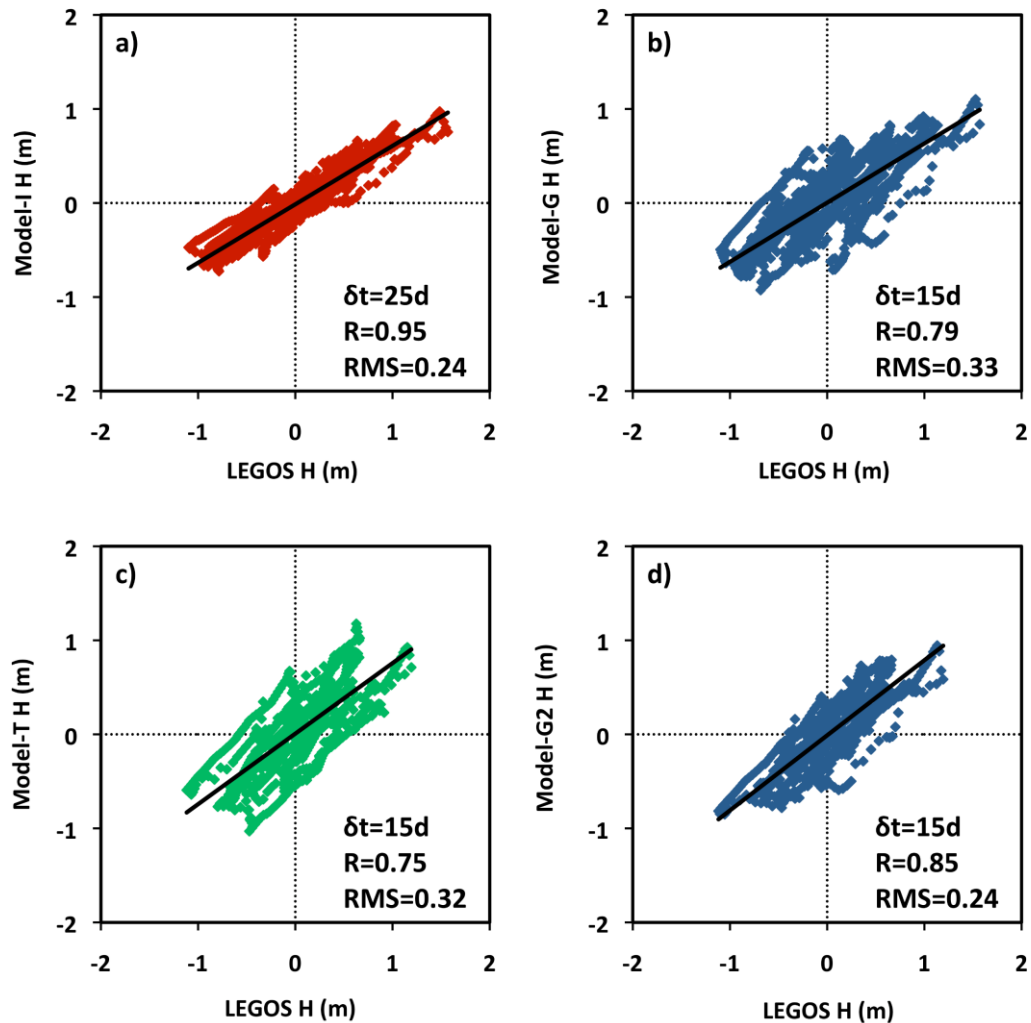 2
a)
1
Model-I H (m)
0
-1
δt=25d
R=0.95
RMS=0.24
-2
-2 -1 0 1 2
LEGOS H (m)
2
b)
1
Model-G H (m)
0
-1
δt=15d
R=0.79
RMS=0.33
-2
-2 -1 0 1 2
LEGOS H (m)
2
c)
1
Model-T H (m)
0
-1
δt=15d
R=0.75
RMS=0.32
-2
-2 -1 0 1 2
LEGOS H (m)
2
d)
1
Model-G2 H (m)
0
-1
δt=15d
R=0.85
RMS=0.24
-2
-2 -1 0 1 2
LEGOS H (m)